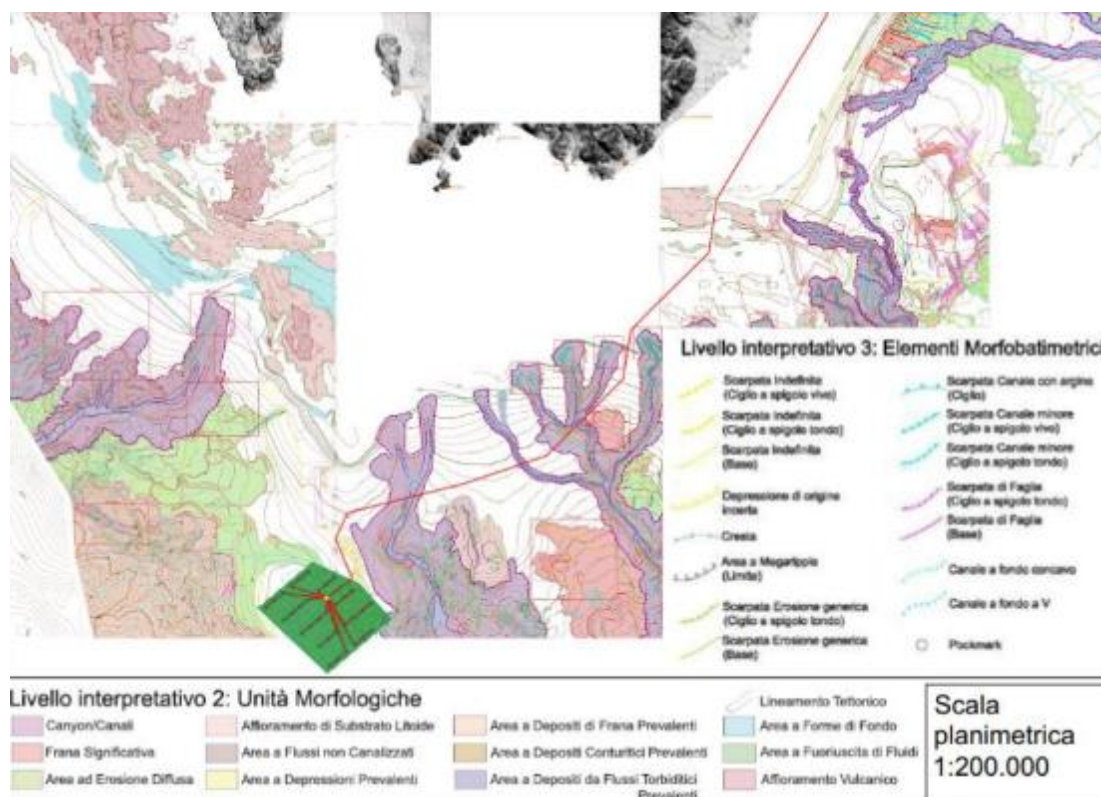 Livello interpretativo 3: Elementi Morfobatimetrici
Scarpata Indefinita
(Ciglio a spigolo vivo)
Scarpata Indefinita
(Ciglio a spigolo tondo)
Scarpata Indefinita
(Base)
Depressione di origine
incerta
Cresta
Area a Megaripple
(Limite)
Scarpata Erosione generica
(Ciglio a spigolo tondo)
Scarpata Erosione generica
(Base)
Scarpata Canale con argine
(Ciglio)
Scarpata Canale minore
(Ciglio a spigolo vivo)
Scarpata Canale minore
(Ciglio a spigolo tondo)
Scarpata di Faglia
(Ciglio a spigolo tondo)
Scarpata di Faglia
(Base)
Canale a fondo concavo
Canale a fondo a V
Pockmark
Livello interpretativo 2: Unità Morfologiche
Canyon/Canali
Frana Significativa
Area ad Erosione Diffusa
Affioramento di Substrato Litoide
Area a Flussi non Canalizzati
Area a Depressioni Prevalenti
Area a Depositi di Frana Prevalenti
Area a Depositi Conturitici Prevalenti
Area a Depositi da Flussi Torbiditici
Prevalenti
Lineamento Tettonico
Area a Forme di Fondo
Area a Fuoriuscita di Fluidi
Affioramento Vulcanico
Scala
planimetrica
1:200.000